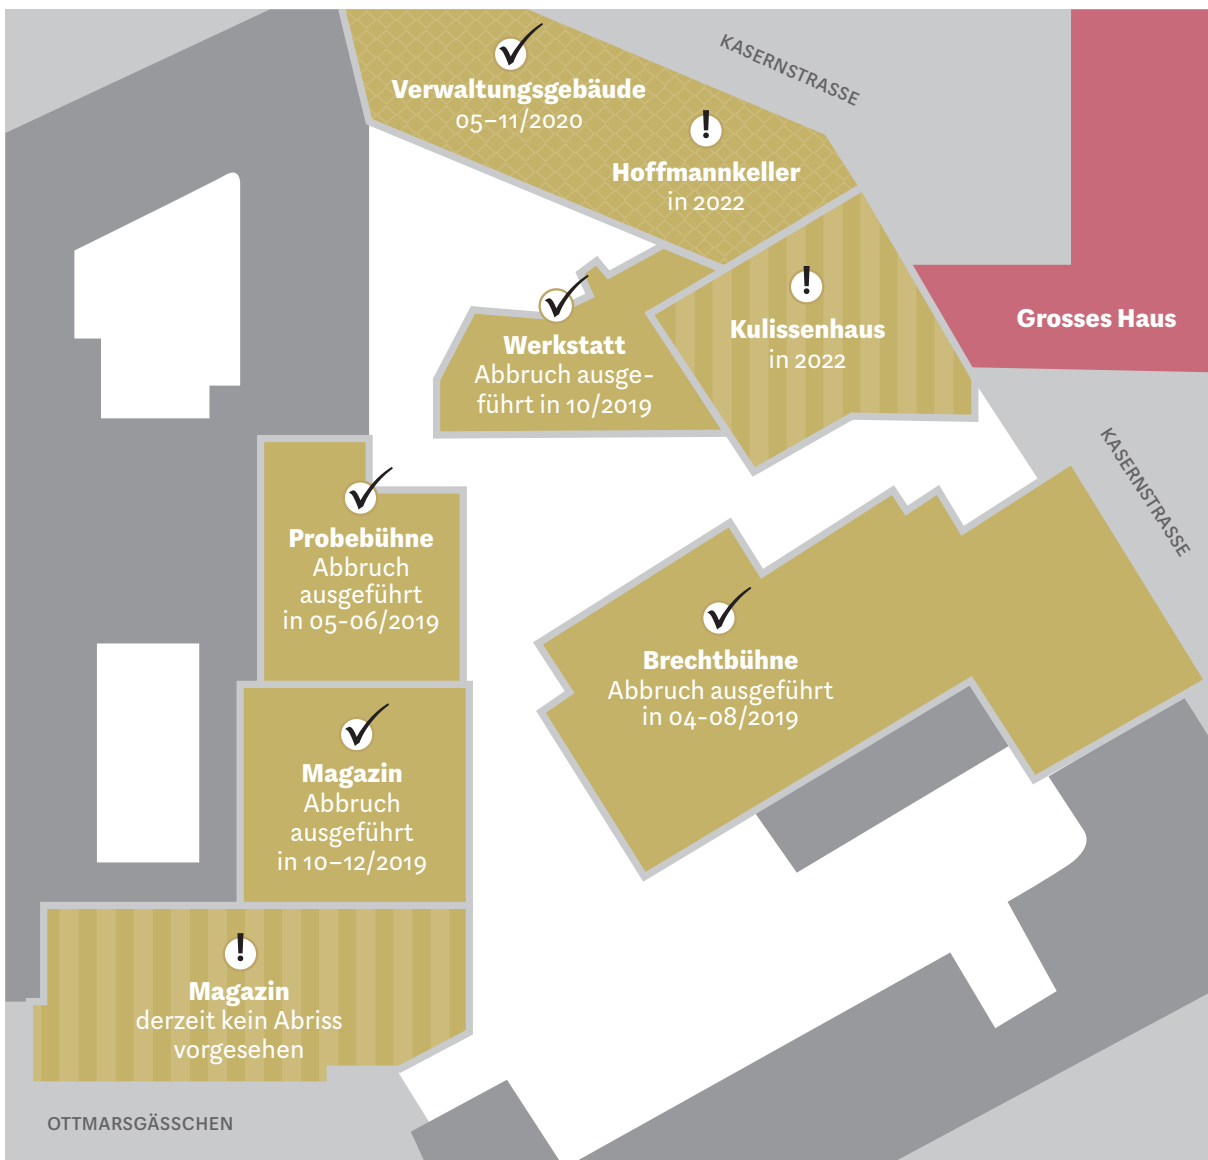 KASERNSTRASSE
Verwaltungsgebäude
05–11/2020
!
Hoffmannkeller
in 2022
!
Kulissenhaus
in 2022
Grosses Haus
Werkstatt
Abbruch ausge-
führt in 10/2019
KASERNSTRASSE
Probebühne
Abbruch
ausgeführt
in 05-06/2019
Brechtbühne
Abbruch ausgeführt
in 04-08/2019
Magazin
Abbruch
ausgeführt
in 10–12/2019
!
Magazin
derzeit kein Abriss
vorgesehen
OTTMARSGÄSSCHEN